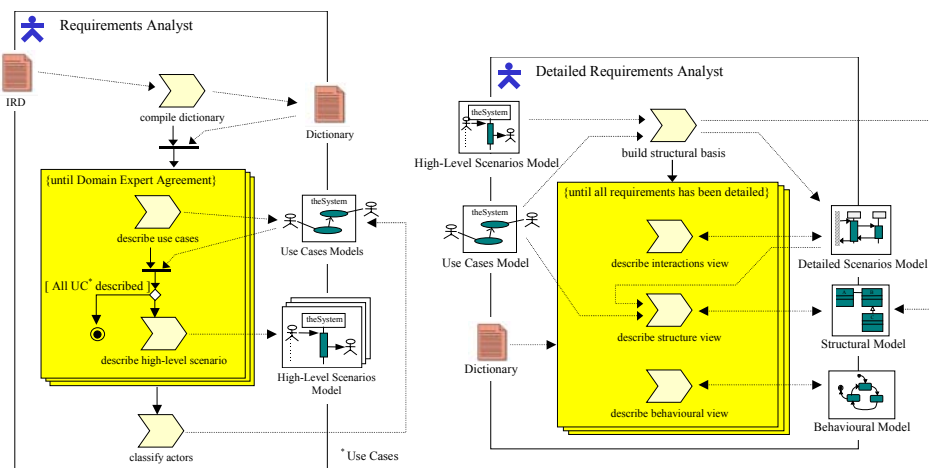 Requirements Analyst
IRD
compile dictionary
Dictionary
{until Domain Expert Agreement}
describe use cases
theSystem
Use Cases Models
[ All UC* described ]
describe high-level scenario
theSystem
High-Level Scenarios
Model
classify actors
* Use Cases
Detailed Requirements Analyst
theSystem
High-Level Scenarios Model
build structural basis
{until all requirements has been detailed}
theSystem
Use Cases Model
describe interactions view
Detailed Scenarios Model
describe structure view
Structural Model
Dictionary
describe behavioural view
Behavioural Model